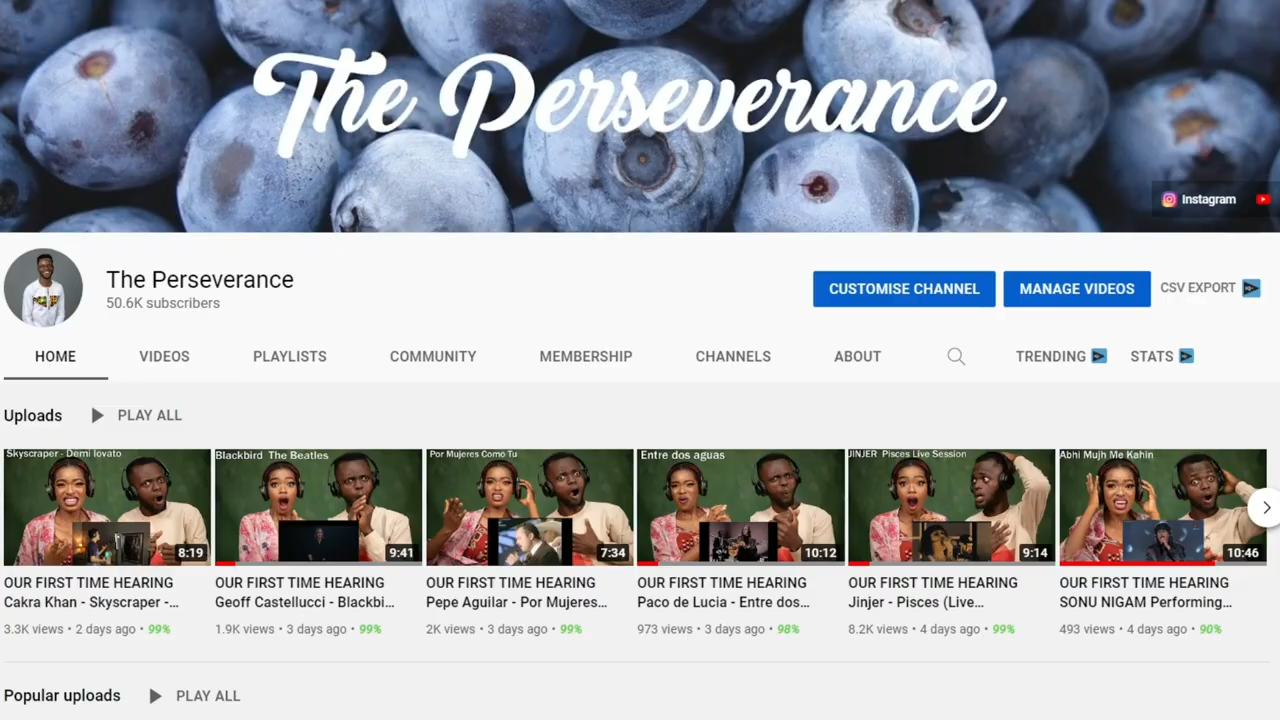 The Perseverance
Instagram
The Perseverance
50.6K subscribers
CUSTOMISE CHANNEL
MANAGE VIDEOS
CSV EXPORT
HOME
VIDEOS
PLAYLISTS
COMMUNITY
MEMBERSHIP
CHANNELS
ABOUT
TRENDING
STATS
Uploads
PLAY ALL
Skyscraper - Demi lovato
8:19
OUR FIRST TIME HEARING
Cakra Khan - Skyscraper -...
3.3K views • 2 days ago • 99%
Blackbird The Beatles
9:41
OUR FIRST TIME HEARING
Geoff Castellucci - Blackbi...
1.9K views • 3 days ago • 99%
Por Mujeres Como Tu
7:34
OUR FIRST TIME HEARING
Pepe Aguilar - Por Mujeres...
2K views • 3 days ago • 99%
Entre dos aguas
10:12
OUR FIRST TIME HEARING
Paco de Lucia - Entre dos...
973 views • 3 days ago • 98%
JINJER Pisces Live Session
9:14
OUR FIRST TIME HEARING
Jinjer - Pisces (Live...
8.2K views • 4 days ago • 99%
Abhi Mujh Me Kahin
10:46
OUR FIRST TIME HEARING
SONU NIGAM Performing...
493 views • 4 days ago • 90%
Popular uploads
PLAY ALL